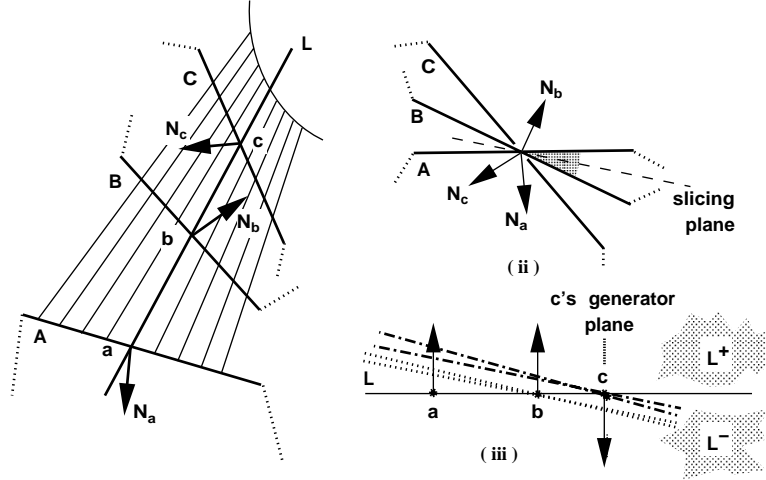 L
C
N_c
c
B
N_b
b
A
a
N_a
C
N_b
B
A
N_c
N_a
slicing
plane
( ii )
c's generator
plane
L
c
L+
a
b
( iii )
L−